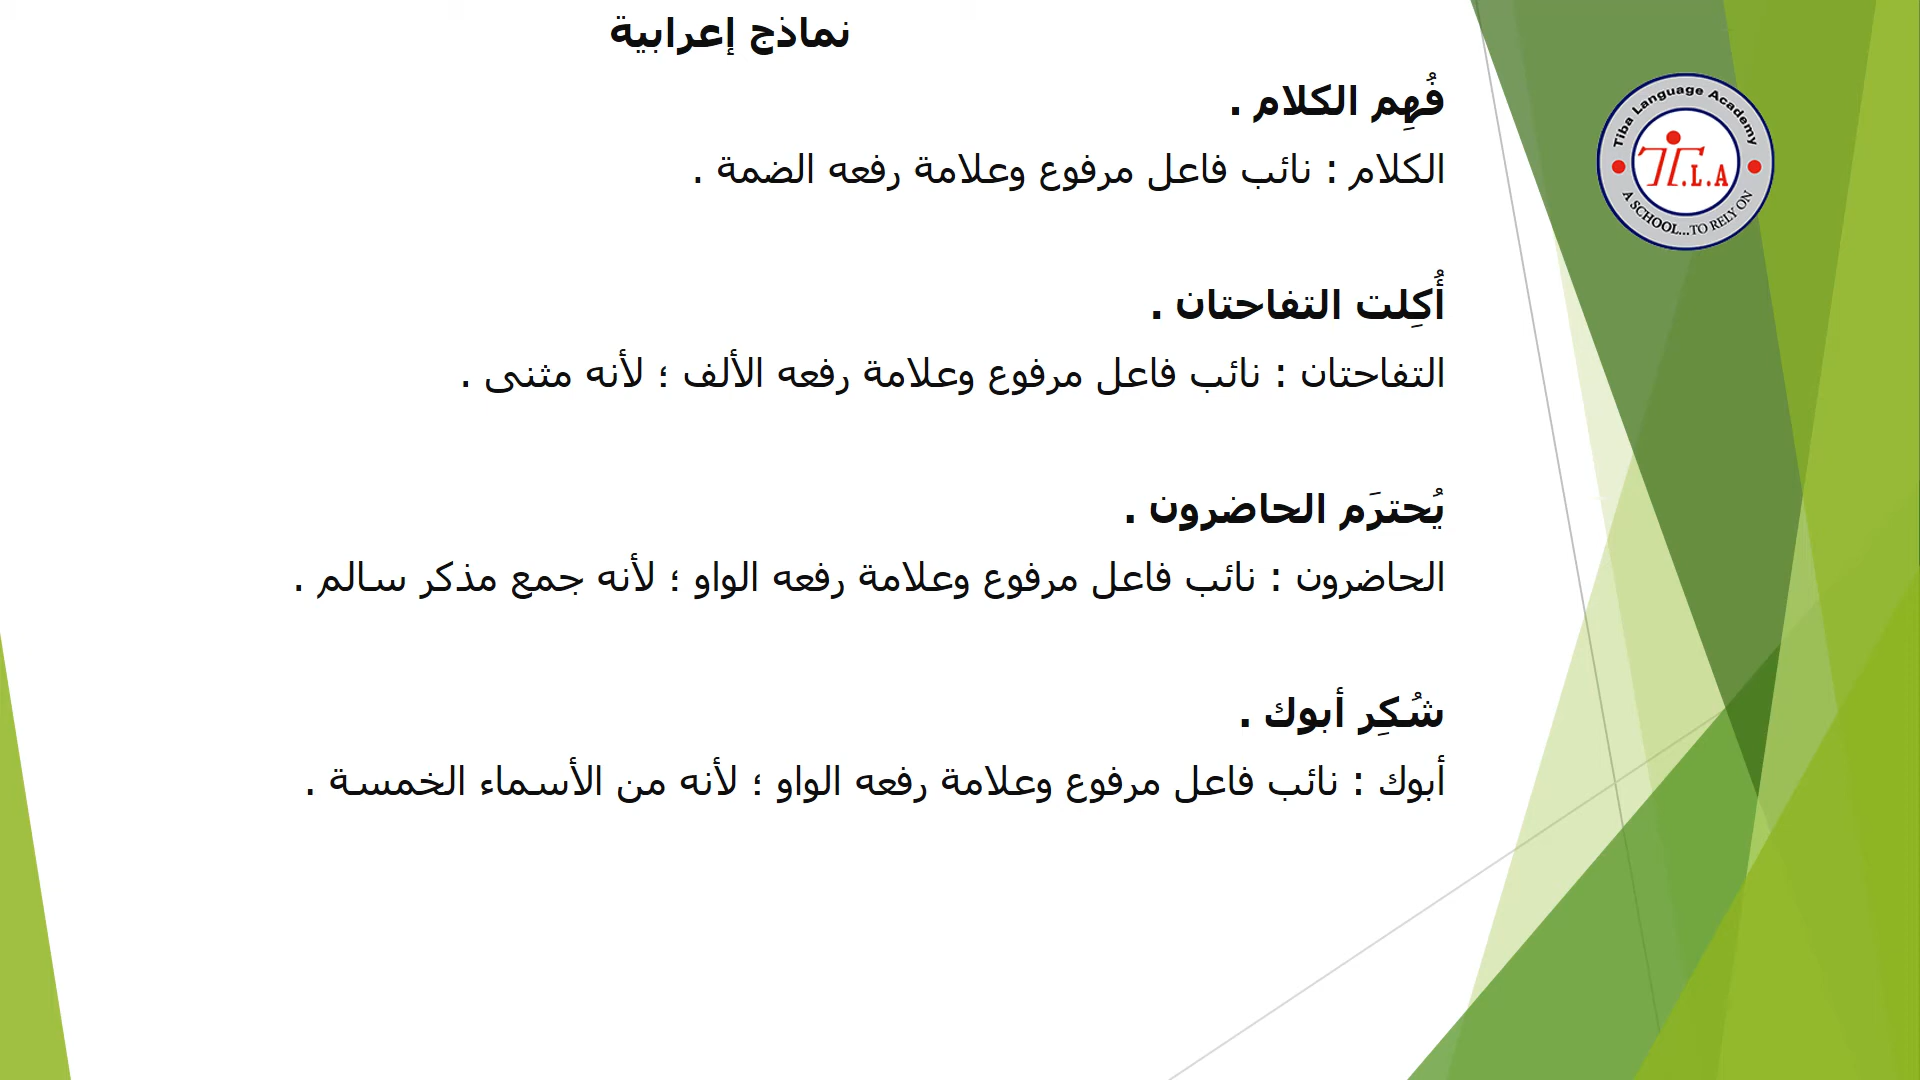 نماذج إعرابية
فُهِم الكلام .
الكلام : نائب فاعل مرفوع وعلامة رفعه الضمة .
أُكِلت التفاحتان .
التفاحتان : نائب فاعل مرفوع وعلامة رفعه الألف ؛ لأنه مثنى .
يُحترَم الحاضرون .
الحاضرون : نائب فاعل مرفوع وعلامة رفعه الواو ؛ لأنه جمع مذكر سالم .
شُكِر أبوك .
أبوك : نائب فاعل مرفوع وعلامة رفعه الواو ؛ لأنه من الأسماء الخمسة .
Tiba Language Academy
T.L.A
A SCHOOL...TO RELY ON